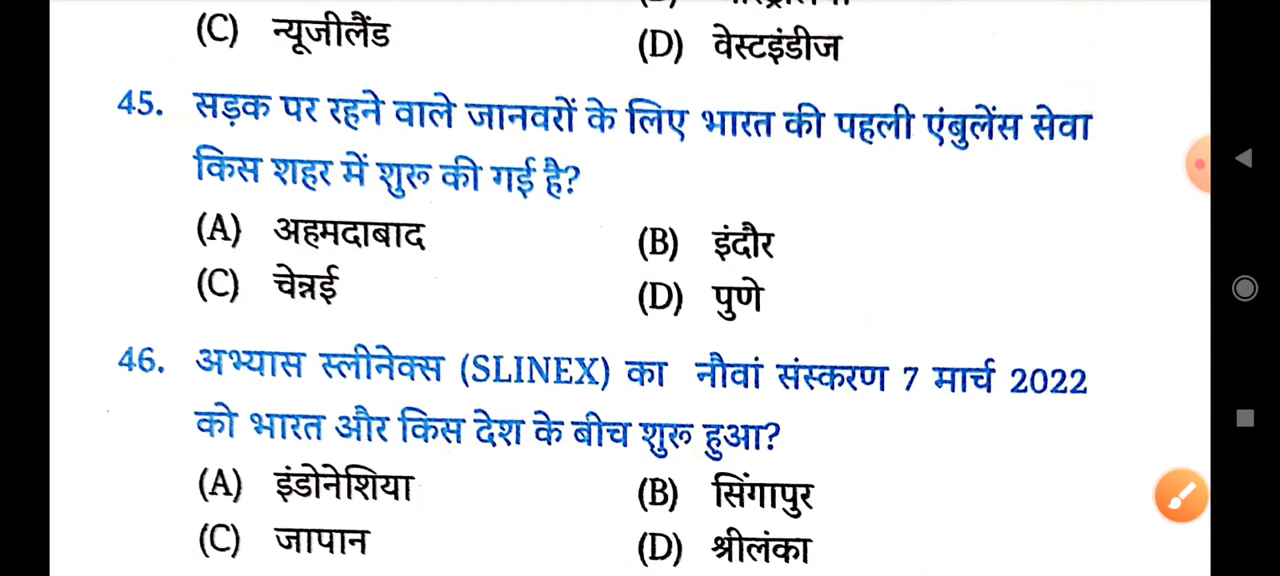 (C) न्यूजीलैंड
(D) वेस्टइंडीज
45. सड़क पर रहने वाले जानवरों के लिए भारत की पहली एंबुलेंस सेवा
किस शहर में शुरू की गई है?
(A) अहमदाबाद
(B) इंदौर
(C) चेन्नई
(D) पुणे
46. अभ्यास स्लीनेक्स (SLINEX) का नौवां संस्करण 7 मार्च 2022
को भारत और किस देश के बीच शुरू हुआ?
(A) इंडोनेशिया
(B) सिंगापुर
(C) जापान
(D) श्रीलंका